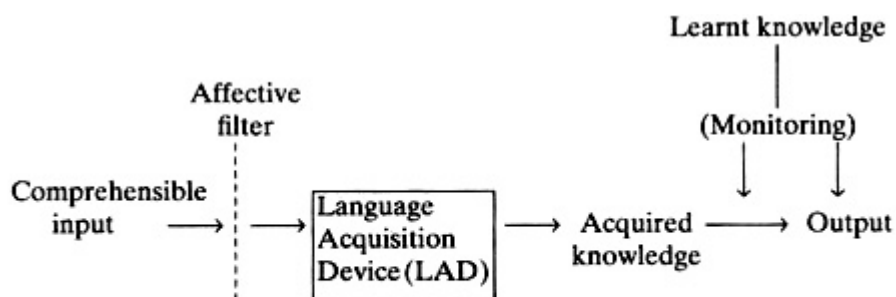 Learnt knowledge
Affective
filter
(Monitoring)
Comprehensible
input
Language
Acquisition
Device (LAD)
Acquired
knowledge
Output